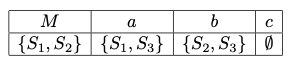 M a b c
{S₁, S₂} {S₁, S₃} {S₂, S₃} ∅